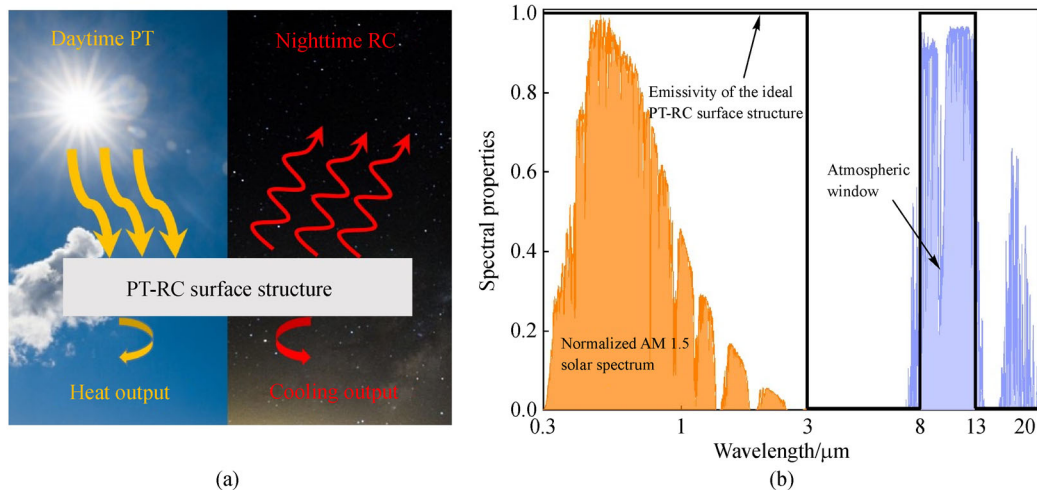 Daytime PT
Nighttime RC
PT-RC surface structure
Heat output
Cooling output
(a)
Spectral properties
1.0
0.8
0.6
0.4
0.2
0.0
Emissivity of the ideal
PT-RC surface structure
Atmospheric
window
Normalized AM 1.5
solar spectrum
0.3
1
3
8
13
20
Wavelength/μm
(b)